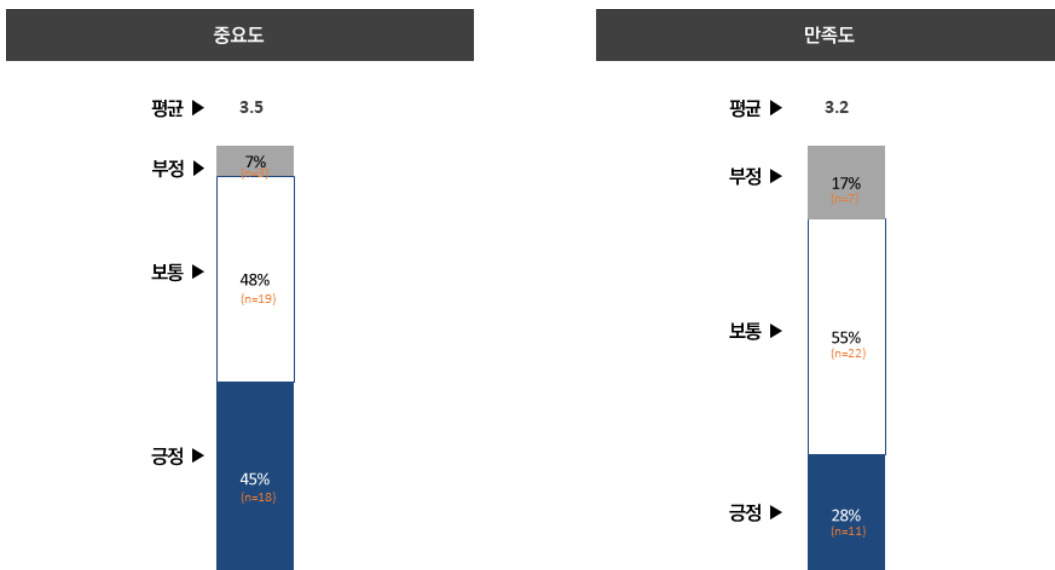 중요도
평균 ▶ 3.5
부정 ▶ 7%
보통 ▶ 48%
(n=19)
긍정 ▶
45%
(n=18)
만족도
평균 ▶ 3.2
부정 ▶ 17%
(n=7)
보통 ▶ 55%
(n=22)
긍정 ▶ 28%
(n=11)